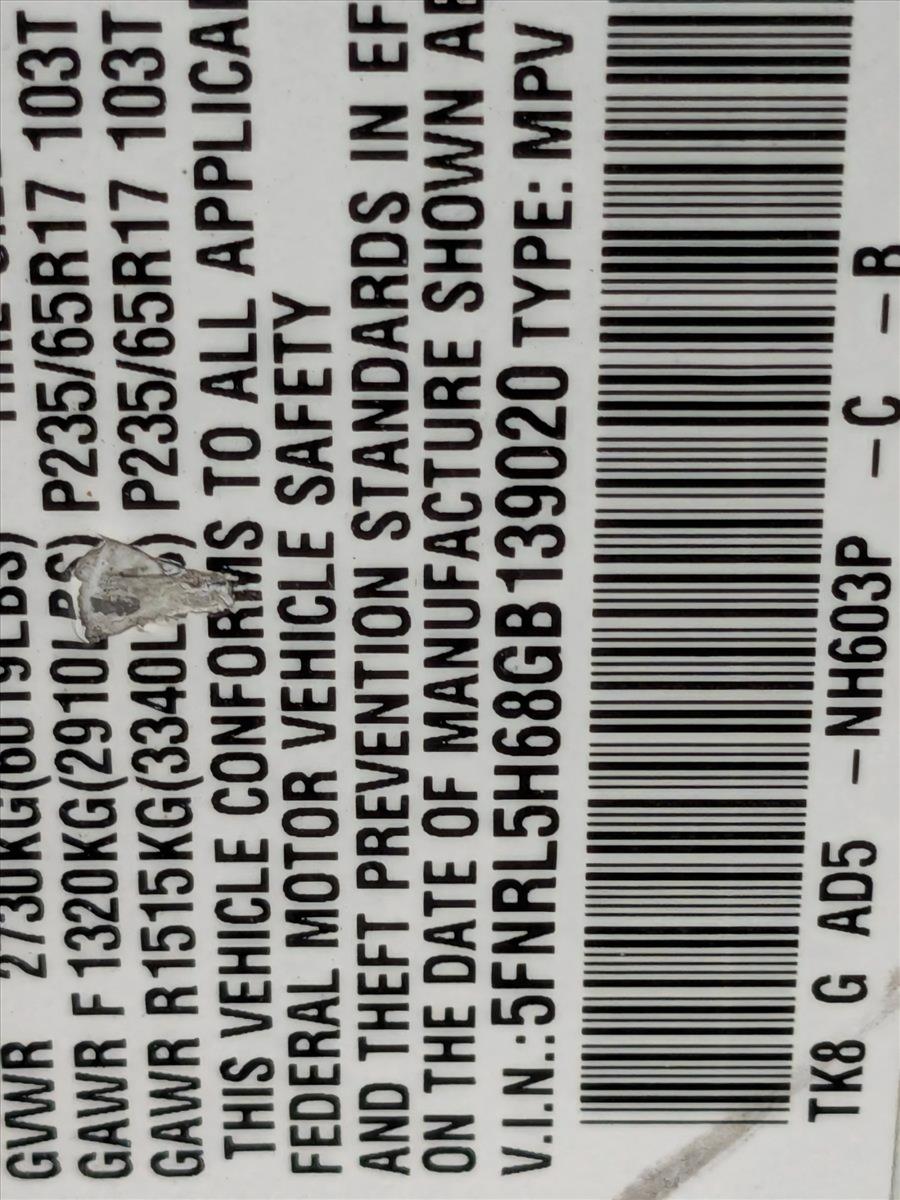 GVWR 2730KG(6019LBS)
GAWR F 1320KG(2910LBS) P235/65R17 103T
GAWR R 1515KG(3340LBS) P235/65R17 103T
THIS VEHICLE CONFORMS TO ALL APPLICA
FEDERAL MOTOR VEHICLE SAFETY
AND THEFT PREVENTION STANDARDS IN EF
ON THE DATE OF MANUFACTURE SHOWN AB
V.I.N.:5FNRL5H68GB139020 TYPE: MPV
TK8 G AD5 -NH603P -C -B